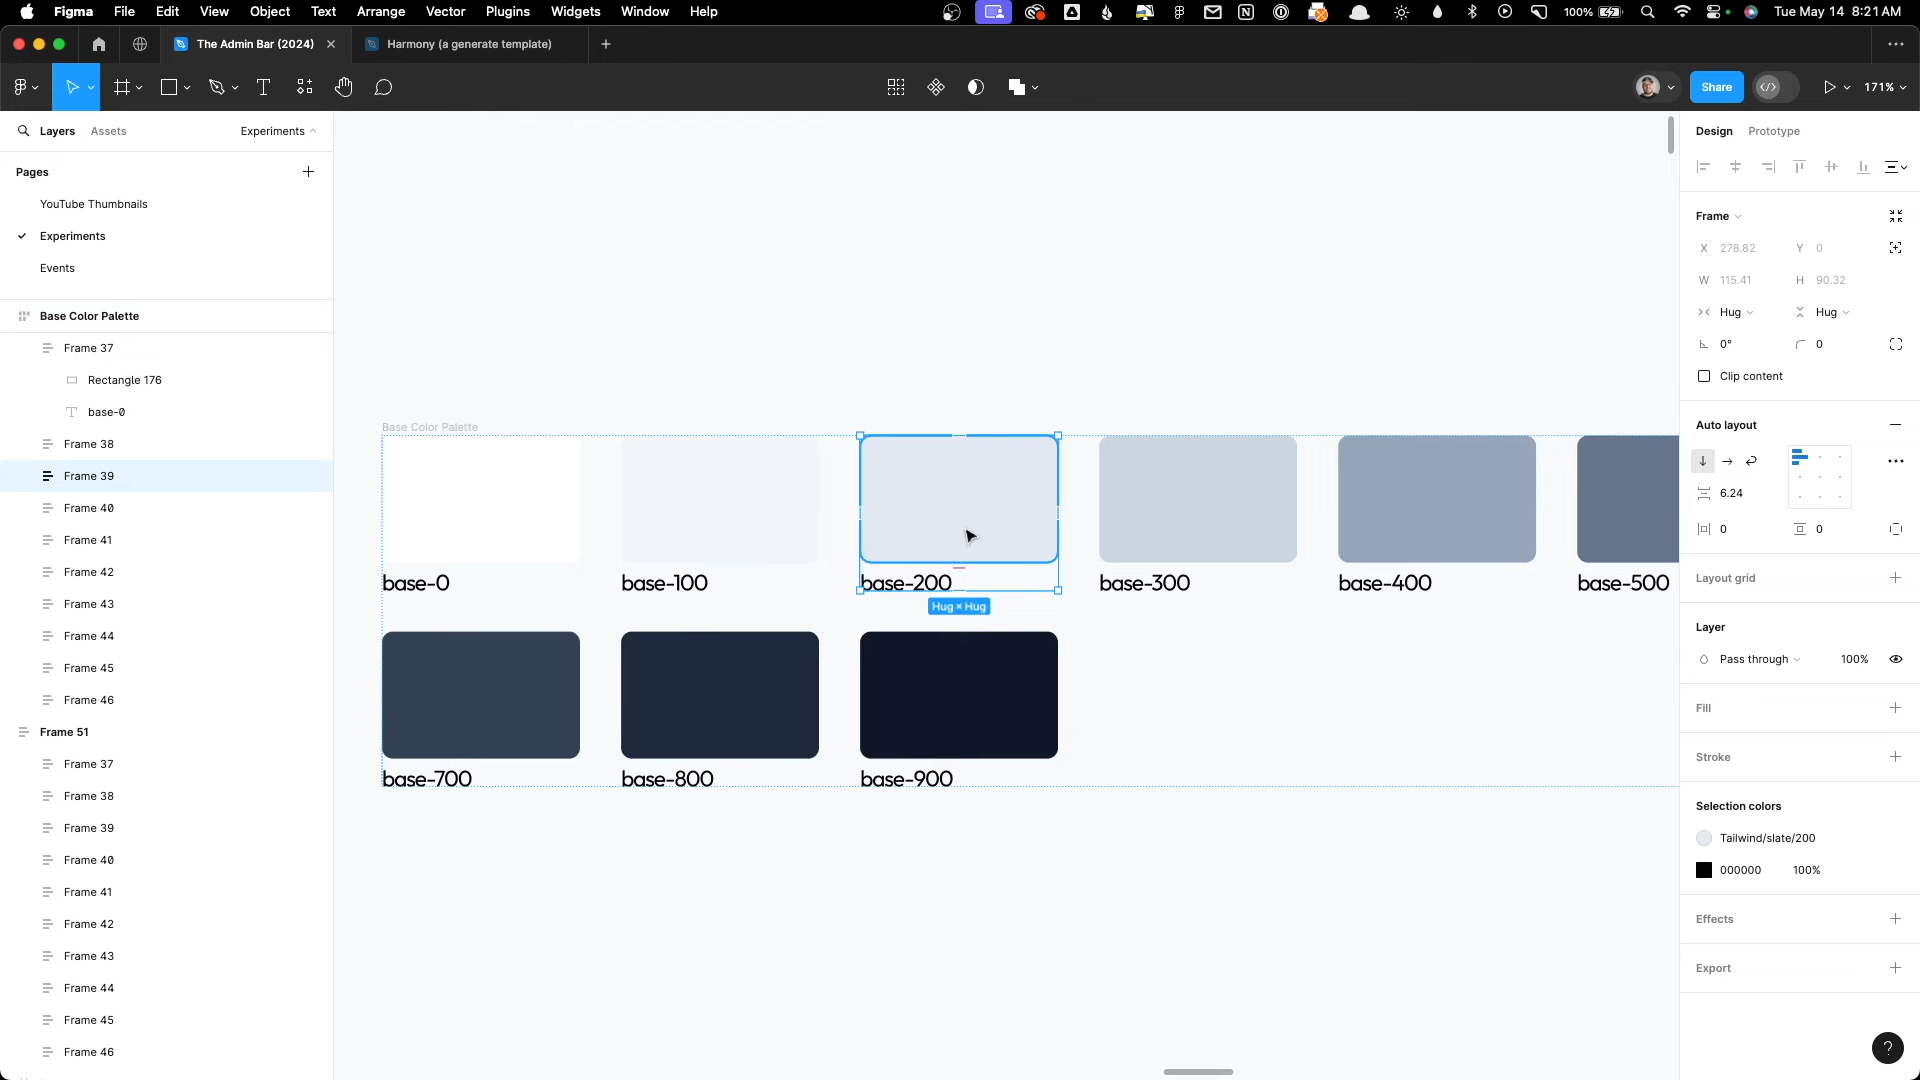 Figma File Edit View Object Text Arrange Vector Plugins Widgets Window Help 100% Tue May 14 8:21 AM
The Admin Bar (2024) Harmony (a generate template)
Share 171%
Layers Assets Experiments
Pages
YouTube Thumbnails
Experiments
Events
Base Color Palette
Frame 37
Rectangle 176
base-0
Frame 38
Frame 39
Frame 40
Frame 41
Frame 42
Frame 43
Frame 44
Frame 45
Frame 46
Frame 51
Frame 37
Frame 38
Frame 39
Frame 40
Frame 41
Frame 42
Frame 43
Frame 44
Frame 45
Frame 46
Base Color Palette
base-0 base-100 base-200 base-300 base-400 base-500
Hug × Hug
base-700 base-800 base-900
Design Prototype
Frame
X 278.82 Y 0
W 115.41 H 90.32
Hug Hug
0° 0
Clip content
Auto layout
6.24
0 0
Layout grid
Layer
Pass through 100%
Fill
Stroke
Selection colors
Tailwind/slate/200
000000 100%
Effects
Export
?